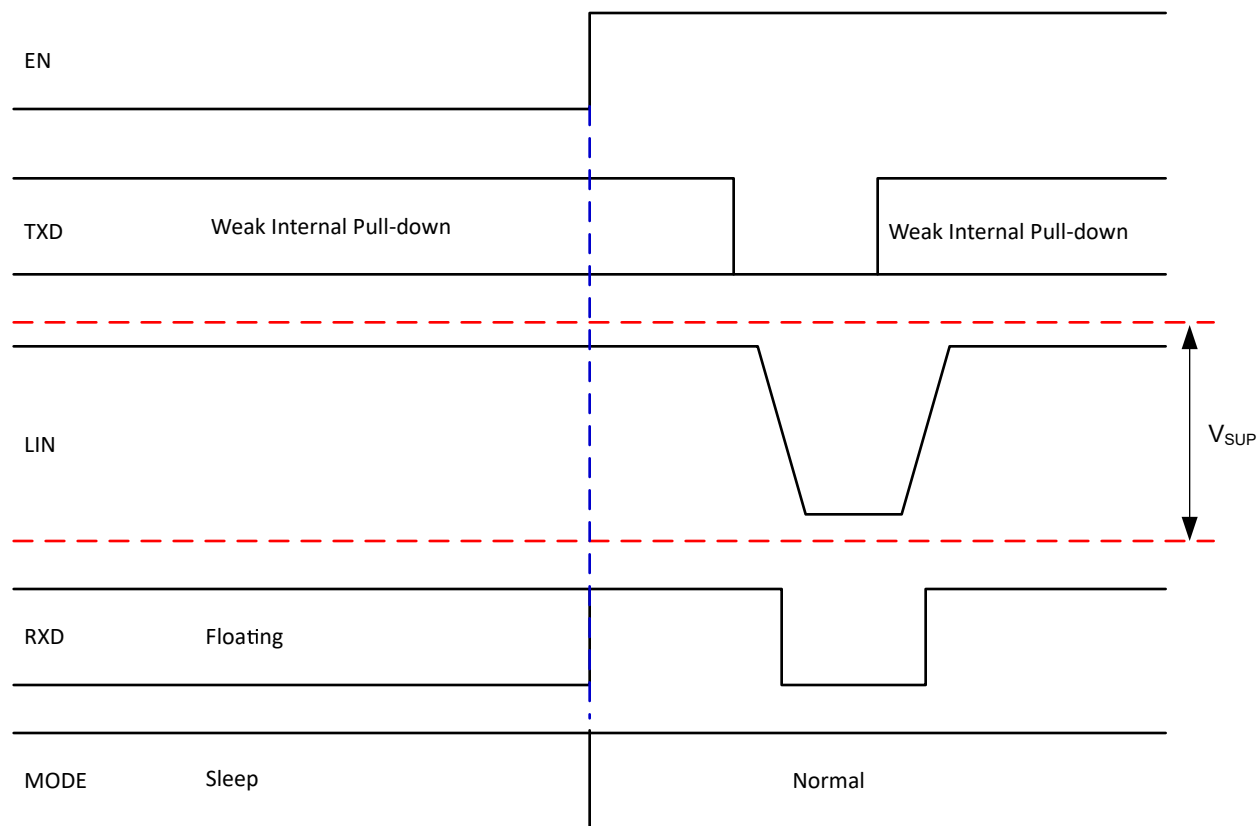 EN
TXD
Weak Internal Pull-down
Weak Internal Pull-down
LIN
VSUP
RXD
Floating
MODE
Sleep
Normal